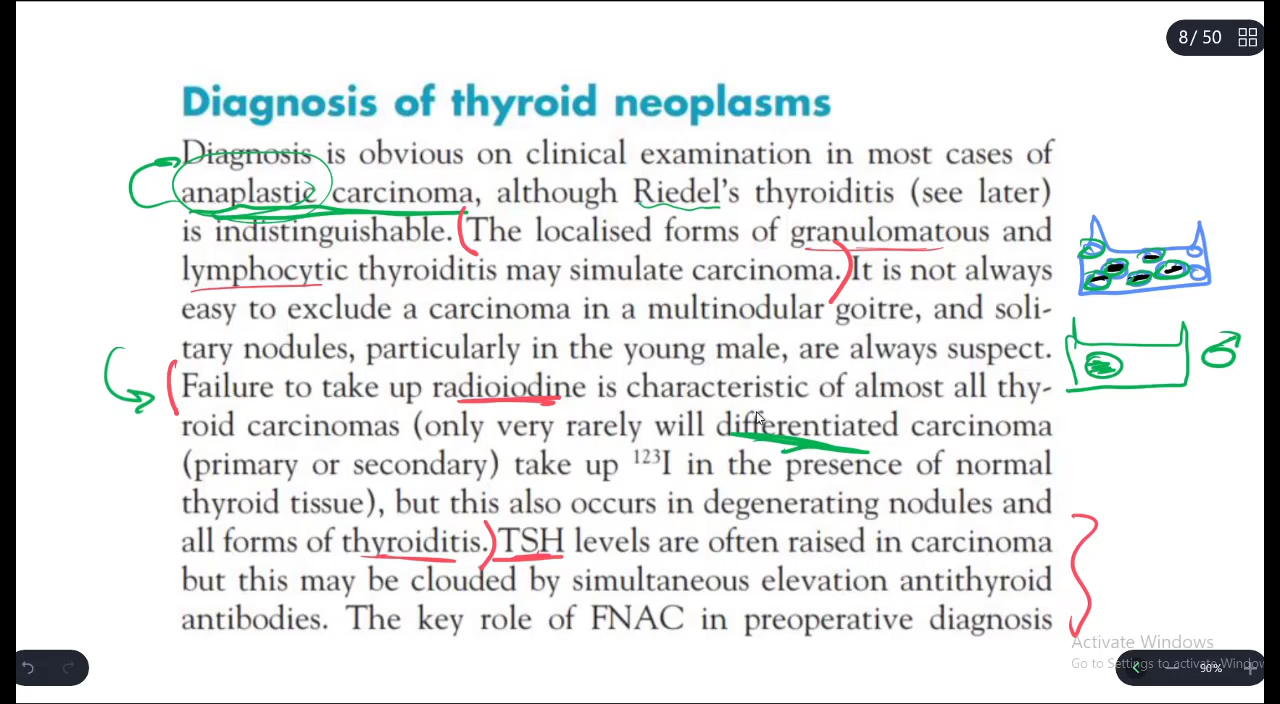 8 / 50
Diagnosis of thyroid neoplasms
Diagnosis is obvious on clinical examination in most cases of
anaplastic carcinoma, although Riedel's thyroiditis (see later)
is indistinguishable. The localised forms of granulomatous and
lymphocytic thyroiditis may simulate carcinoma. It is not always
easy to exclude a carcinoma in a multinodular goitre, and soli-
tary nodules, particularly in the young male, are always suspect.
Failure to take up radioiodine is characteristic of almost all thy-
roid carcinomas (only very rarely will differentiated carcinoma
(primary or secondary) take up ¹²³I in the presence of normal
thyroid tissue), but this also occurs in degenerating nodules and
all forms of thyroiditis. TSH levels are often raised in carcinoma
but this may be clouded by simultaneous elevation antithyroid
antibodies. The key role of FNAC in preoperative diagnosis
Activate Windows
Go to Settings to activate Window
90%